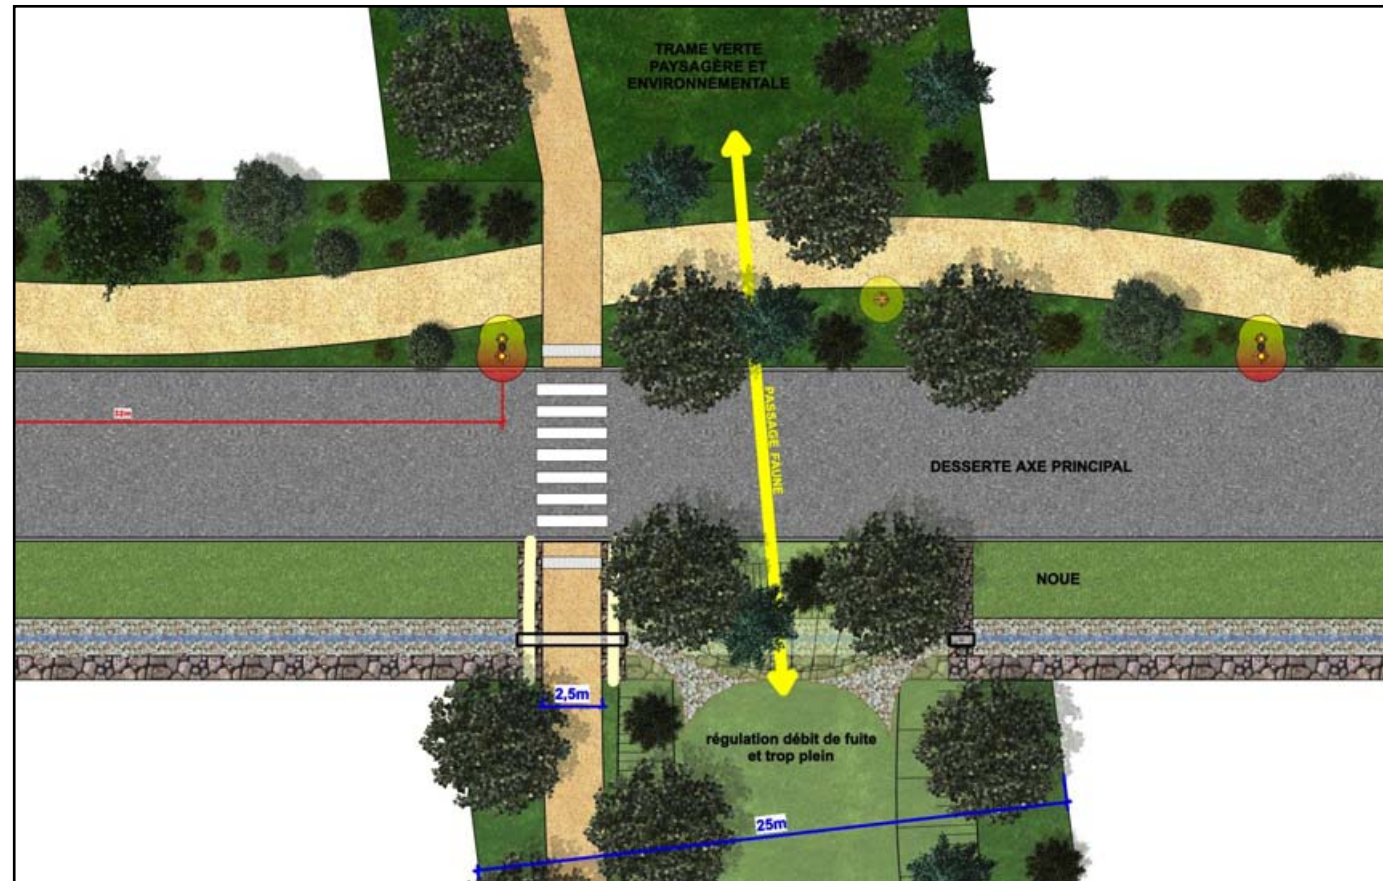 TRAME VERTE
PAYSAGÈRE ET
ENVIRONNEMENTALE
32m
PASSAGE FAUNE
DESSERTE AXE PRINCIPAL
NOUE
2,5m
régulation débit de fuite
et trop plein
25m